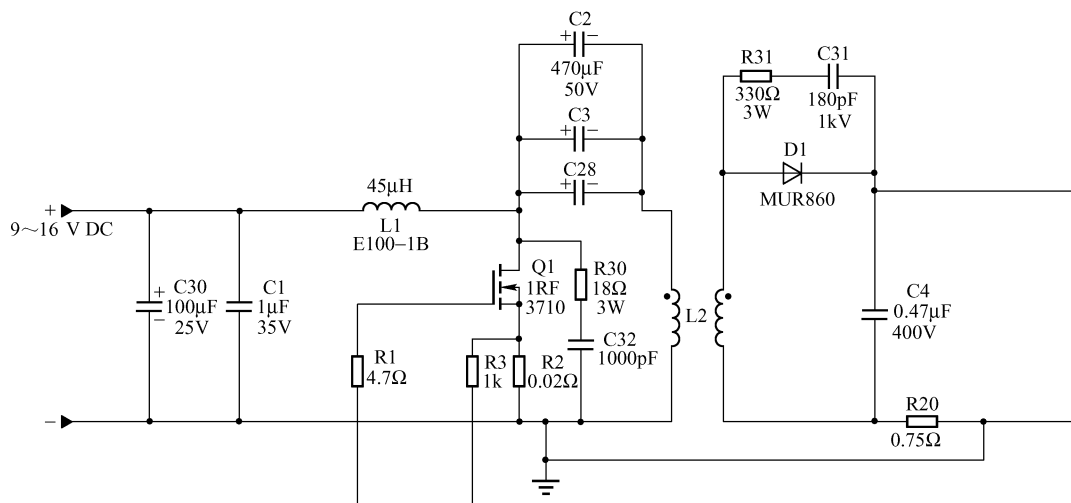 C2
+ −
470μF
50V
C3
+ −
C28
+ −
R31
330Ω
3W
C31
180pF
1kV
D1
MUR860
+
9～16 V DC
45μH
L1
E100−1B
+
−
C30
100μF
25V
C1
1μF
35V
Q1
1RF
3710
R30
18Ω
3W
C32
1000pF
L2
C4
0.47μF
400V
R1
4.7Ω
R3
1k
R2
0.02Ω
−
R20
0.75Ω